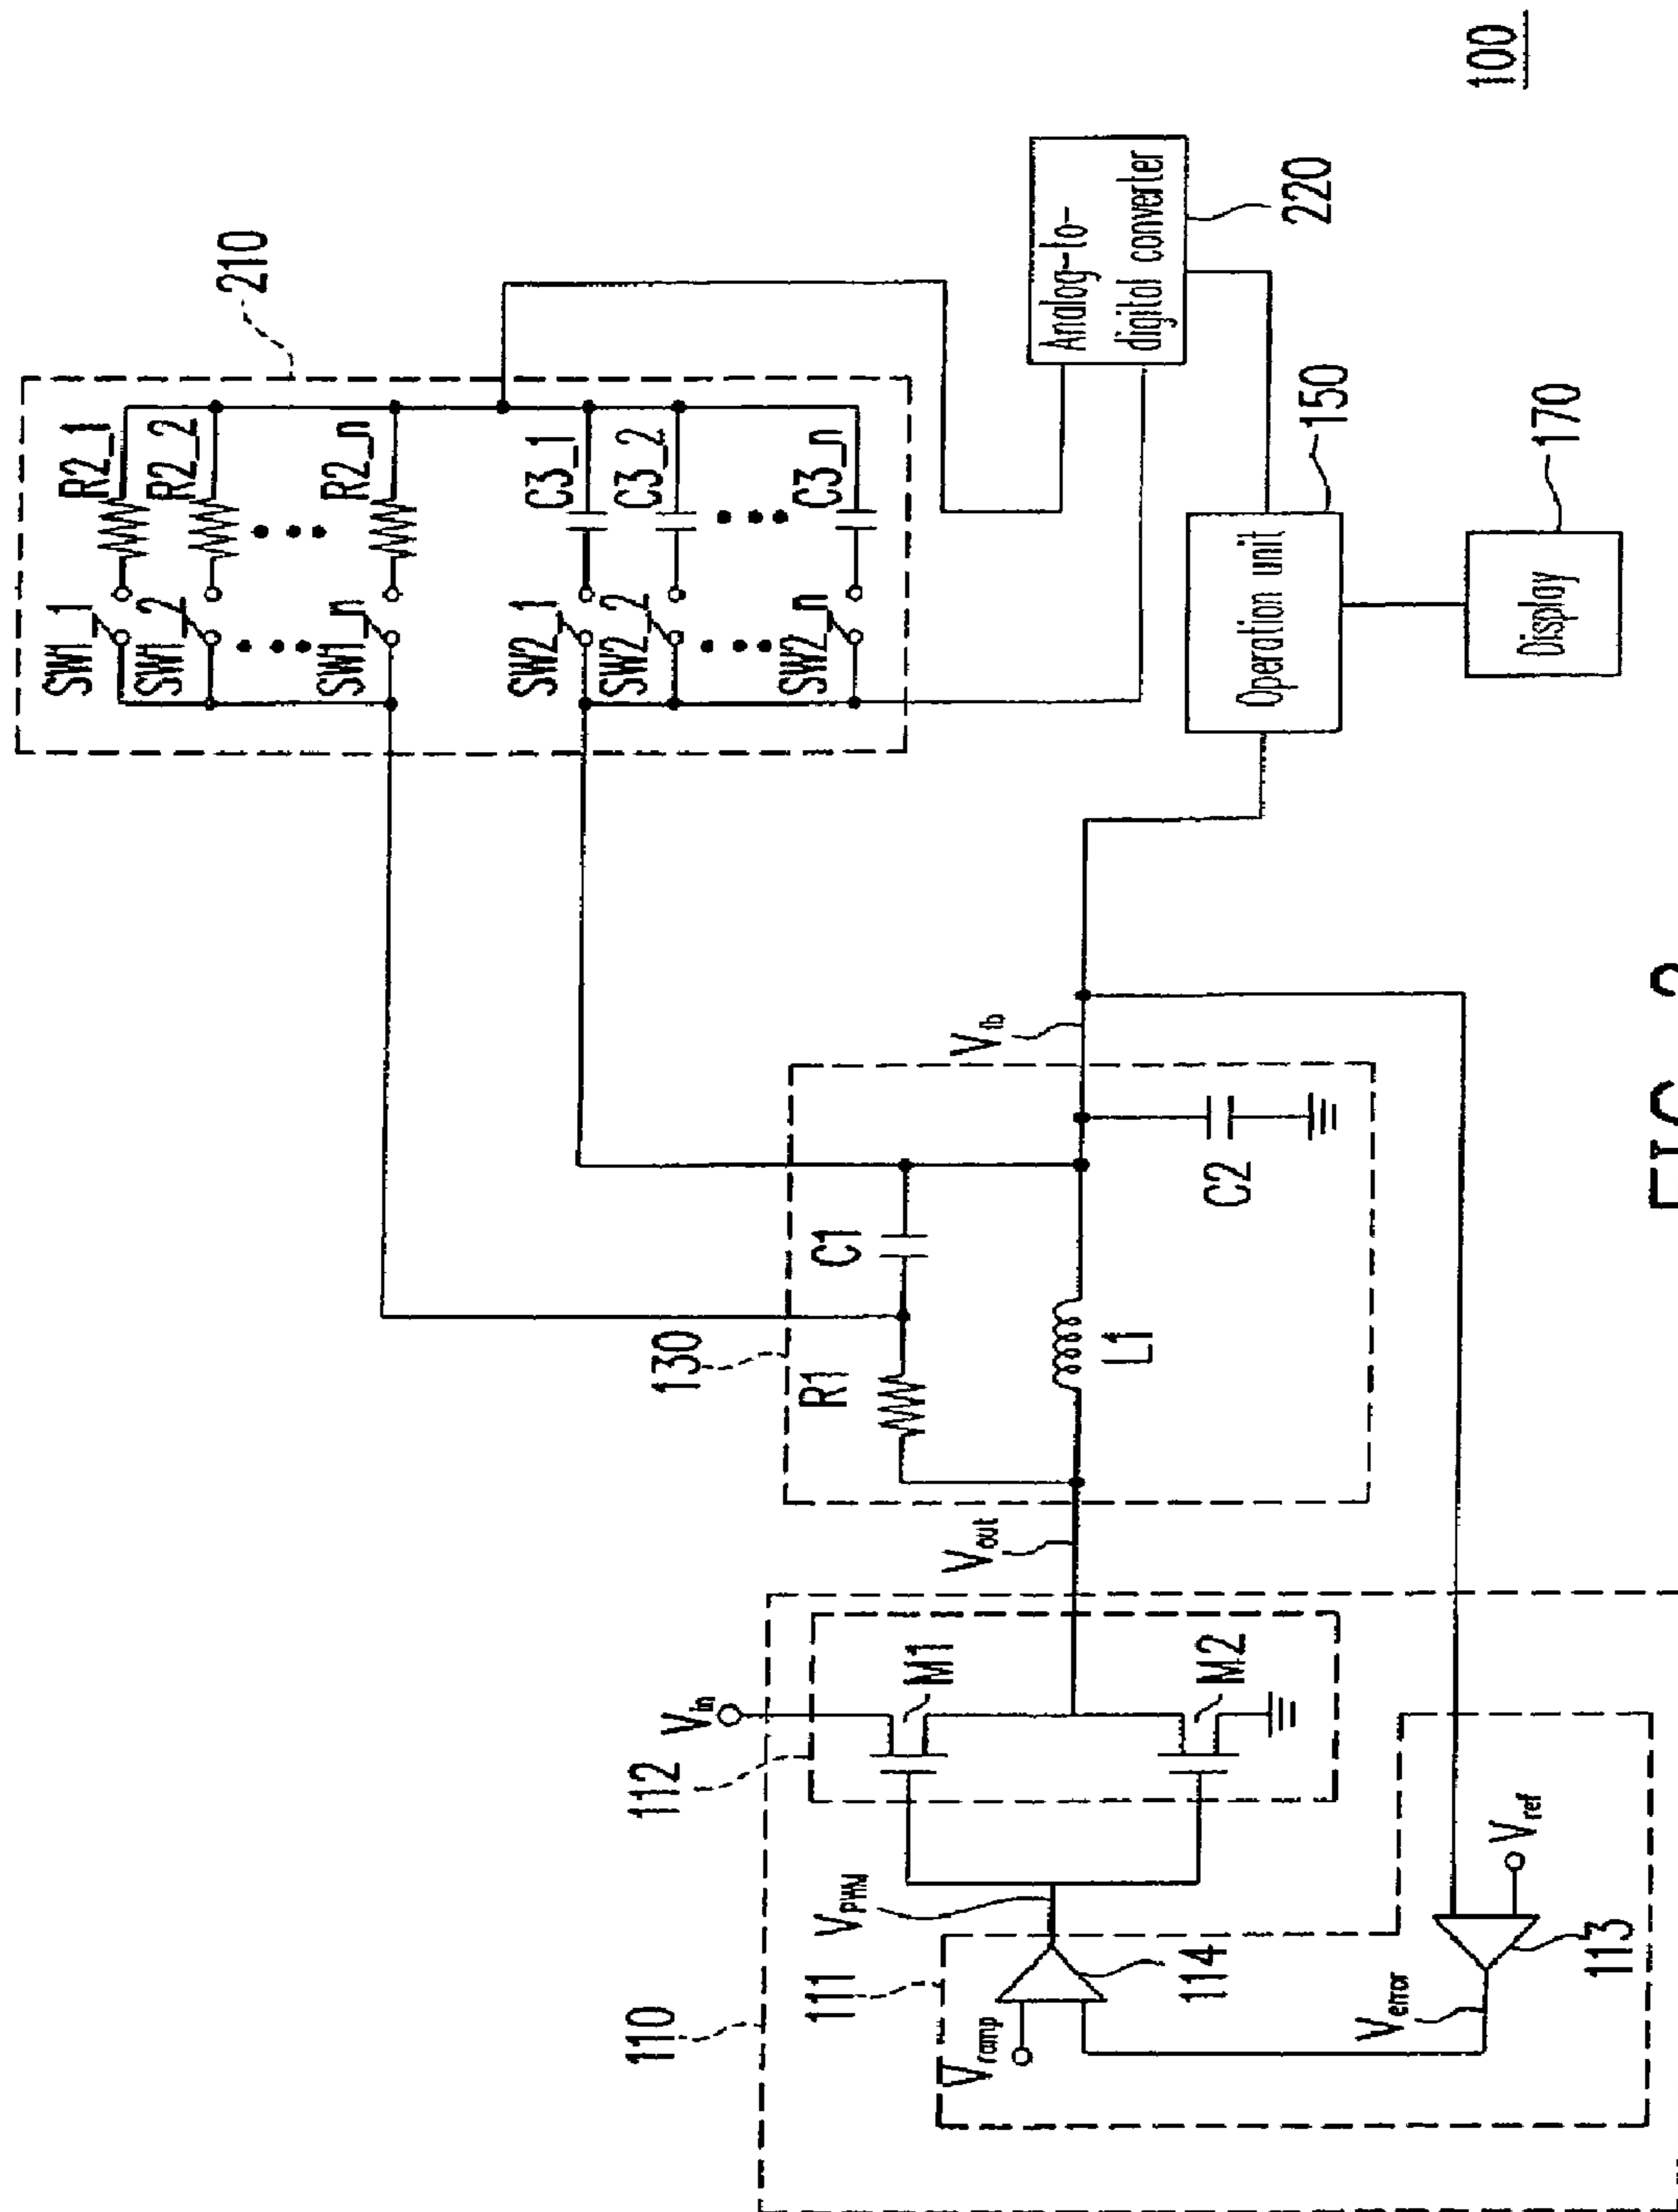 100
210
SW1_1
R2_1
SW1_2
R2_2
SW1_n
R2_n
SW2_1
C3_1
SW2_2
C3_2
SW2_n
C3_n
Analog-to-
digital converter
220
Operation unit
150
Display
170
130
R1
C1
L1
C2
Vfb
Vout
110
112
Vin
M1
M2
111
VPWM
Vramp
114
Verror
Vref
113